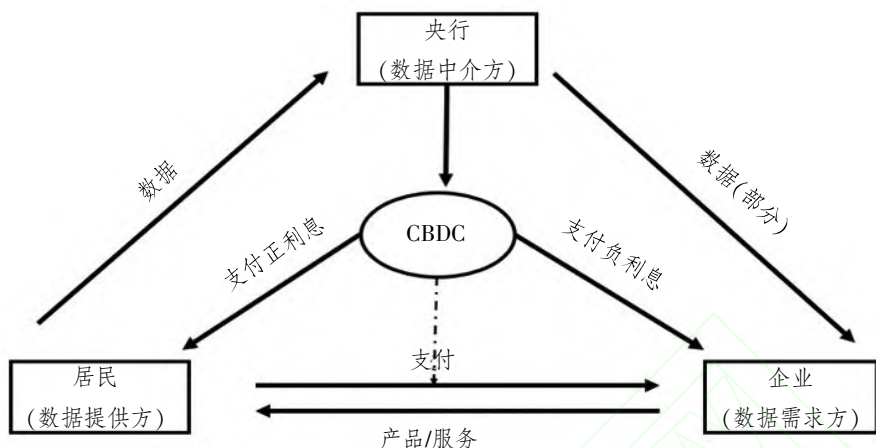 央行
(数据中介方)
数据
数据(部分)
CBDC
支付正利息
支付负利息
支付
居民
(数据提供方)
企业
(数据需求方)
产品/服务